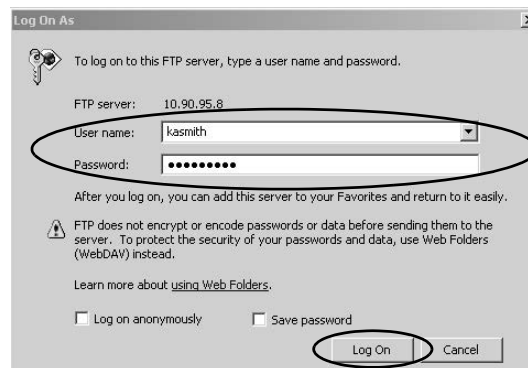 Log On As
To log on to this FTP server, type a user name and password.
FTP server: 10.90.95.8
User name: kasmith
Password: ●●●●●●●●●
After you log on, you can add this server to your Favorites and return to it easily.
FTP does not encrypt or encode passwords or data before sending them to the
server. To protect the security of your passwords and data, use Web Folders
(WebDAV) instead.
Learn more about using Web Folders.
Log on anonymously Save password
Log On Cancel